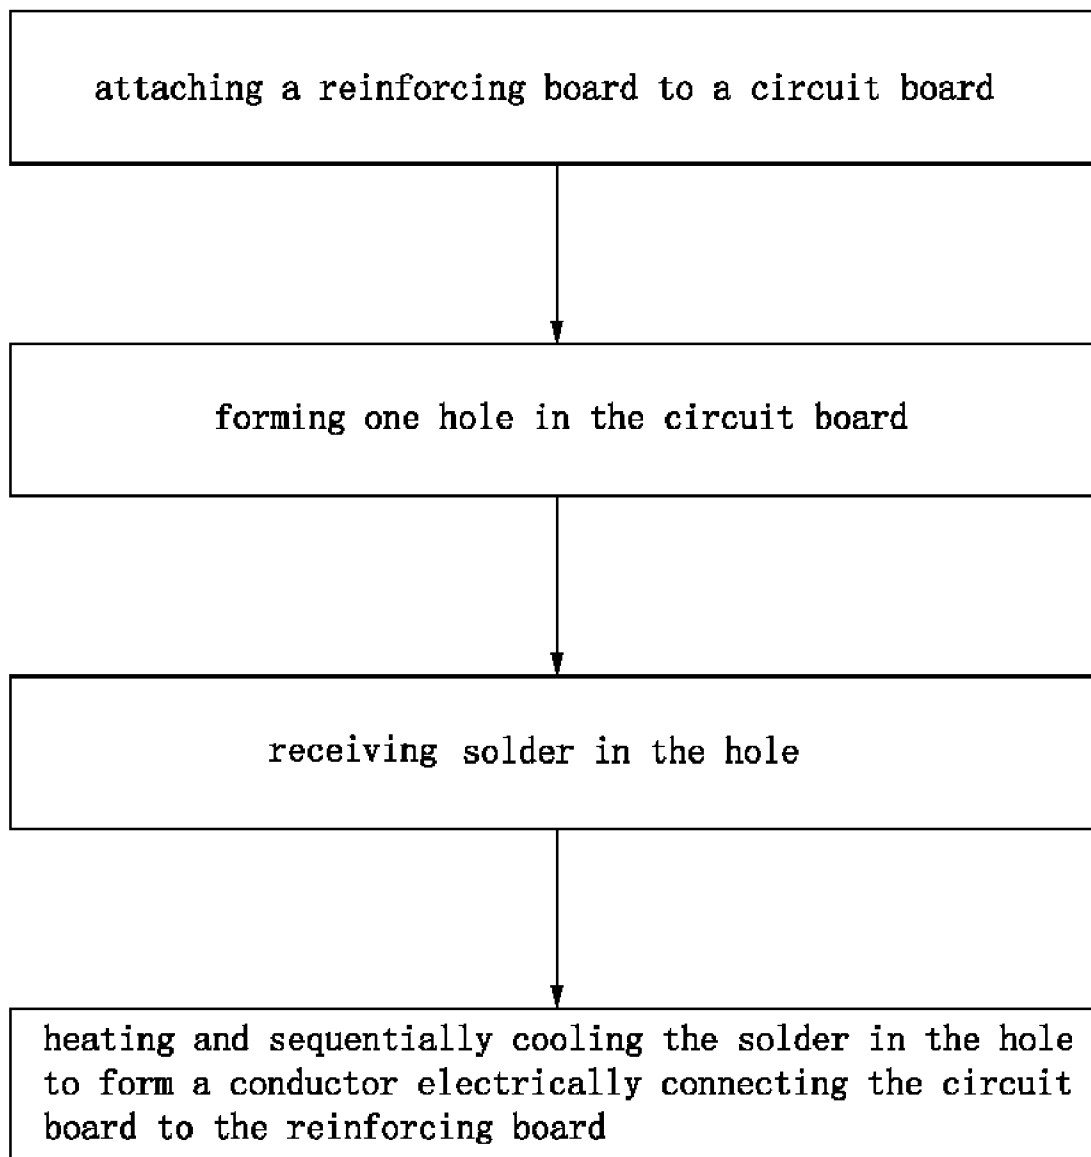 attaching a reinforcing board to a circuit board
forming one hole in the circuit board
receiving solder in the hole
heating and sequentially cooling the solder in the hole
to form a conductor electrically connecting the circuit
board to the reinforcing board